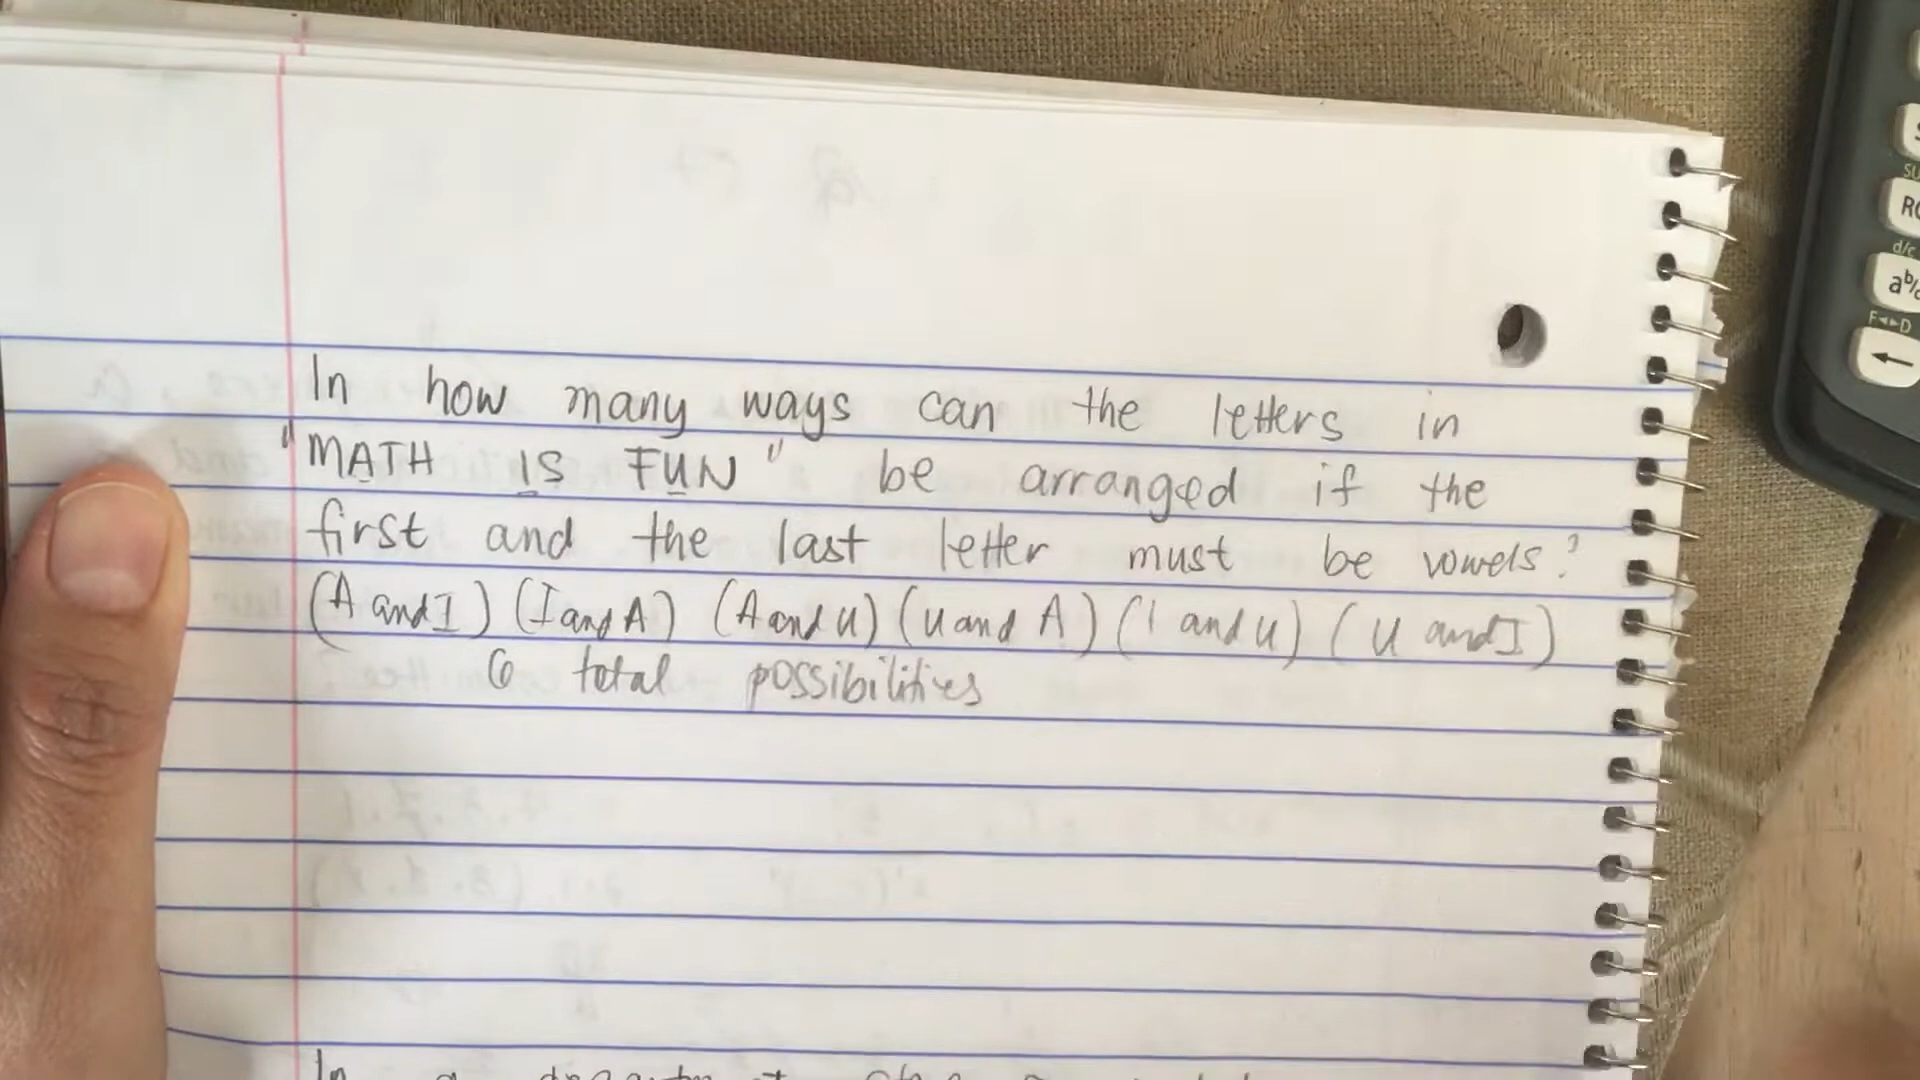 In how many ways can the letters in
"MATH IS FUN" be arranged if the
first and the last letter must be vowels?
(A and I) (I and A) (A and U) (U and A) (I and U) (U and I)
6 total possibilities
In a